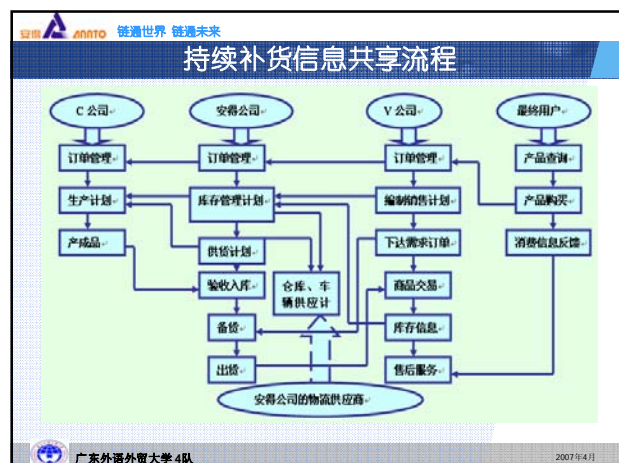 安得 ANNTO 链通世界 链通未来
持续补货信息共享流程
C 公司
安得公司
V 公司
最终用户
订单管理
订单管理
订单管理
产品查询
生产计划
库存管理计划
编制销售计划
产品购买
产成品
供货计划
下达需求订单
消费信息反馈
验收入库
仓库、车
辆供应计
商品交易
备货
库存信息
出货
售后服务
安得公司的物流供应商
广东外语外贸大学 4队
2007年4月